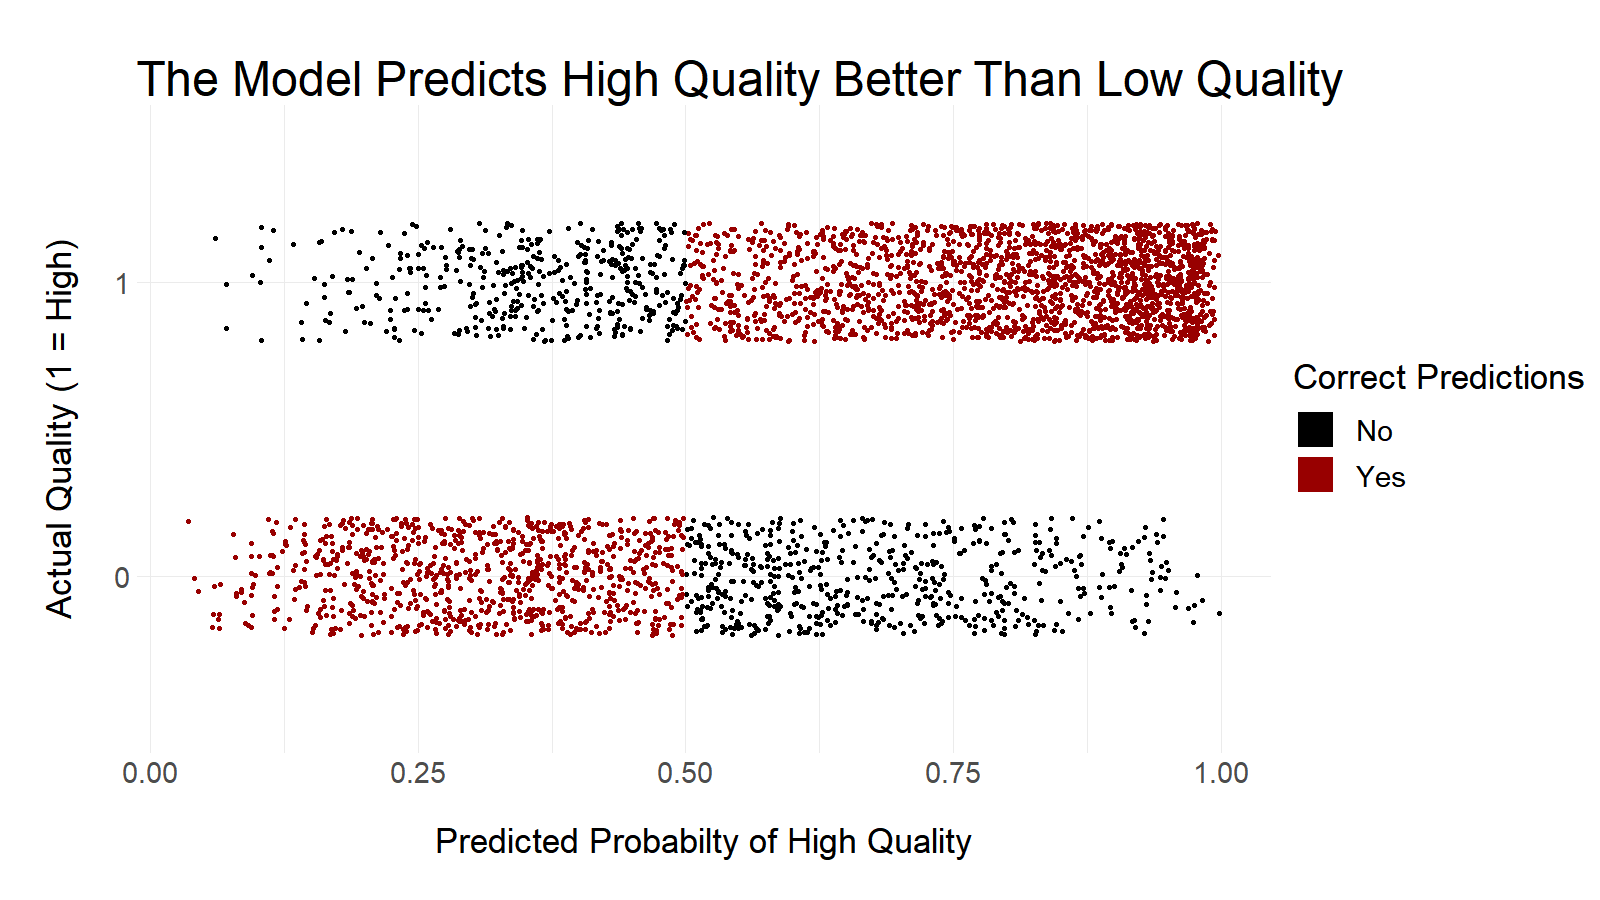 The Model Predicts High Quality Better Than Low Quality
Actual Quality (1 = High)
1
0
0.00 0.25 0.50 0.75 1.00
Predicted Probabilty of High Quality
Correct Predictions
No
Yes